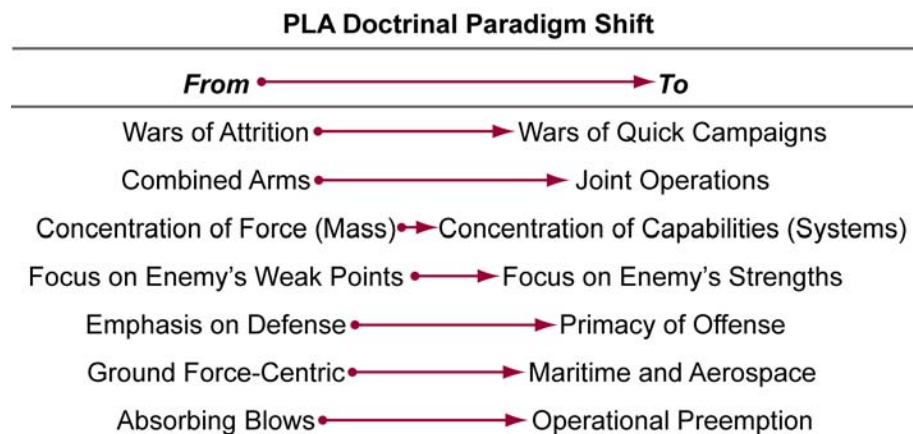 PLA Doctrinal Paradigm Shift
From To
Wars of Attrition Wars of Quick Campaigns
Combined Arms Joint Operations
Concentration of Force (Mass) Concentration of Capabilities (Systems)
Focus on Enemy's Weak Points Focus on Enemy's Strengths
Emphasis on Defense Primacy of Offense
Ground Force-Centric Maritime and Aerospace
Absorbing Blows Operational Preemption